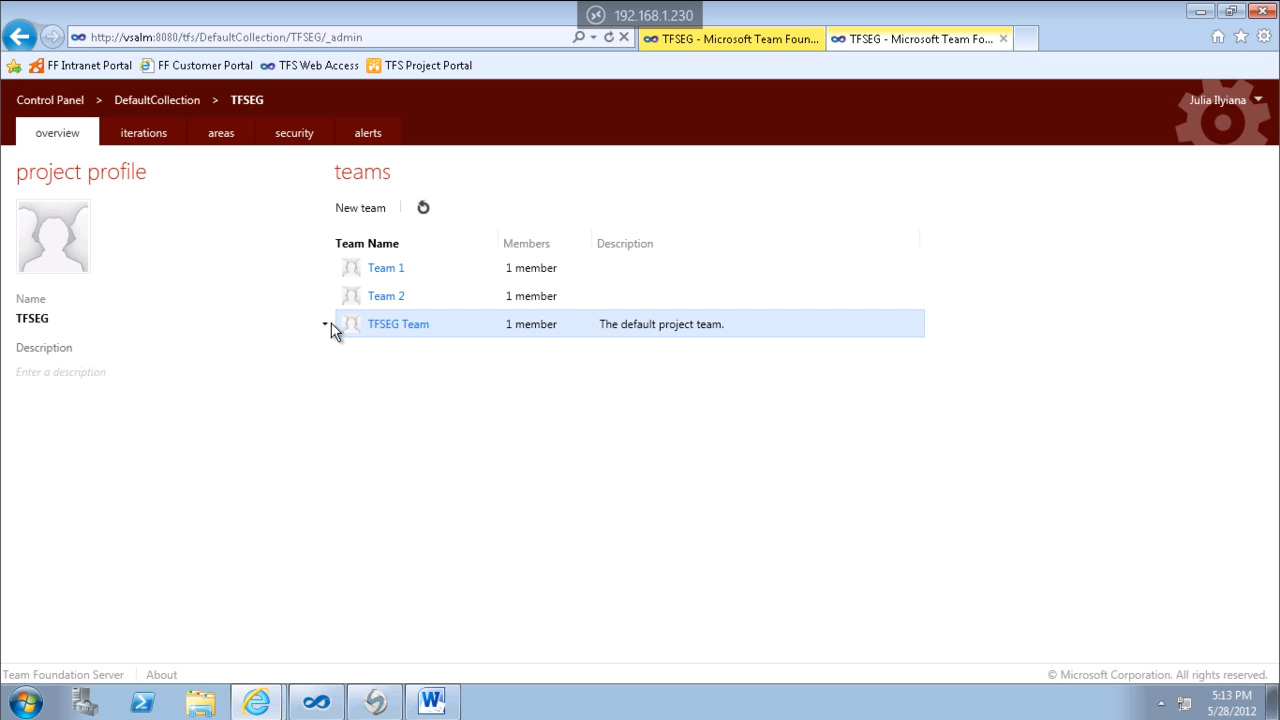 192.168.1.230
http://vsalm:8080/tfs/DefaultCollection/TFSEG/_admin
TFSEG - Microsoft Team Foun...
TFSEG - Microsoft Team Fo...
FF Intranet Portal
FF Customer Portal
TFS Web Access
TFS Project Portal
Control Panel > DefaultCollection > TFSEG
Julia Ilyiana
overview
iterations
areas
security
alerts
project profile
Name
TFSEG
Description
Enter a description
teams
New team
Team Name Members Description
Team 1 1 member
Team 2 1 member
TFSEG Team 1 member The default project team.
Team Foundation Server
About
© Microsoft Corporation. All rights reserved.
5:13 PM
5/28/2012